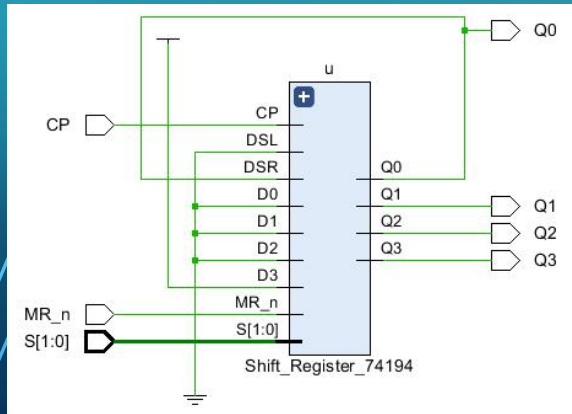 Q0
u
CP
CP
DSL
DSR
Q0
D0
Q1
Q1
D1
Q2
Q2
D2
Q3
Q3
D3
MR_n
MR_n
S[1:0]
S[1:0]
Shift_Register_74194